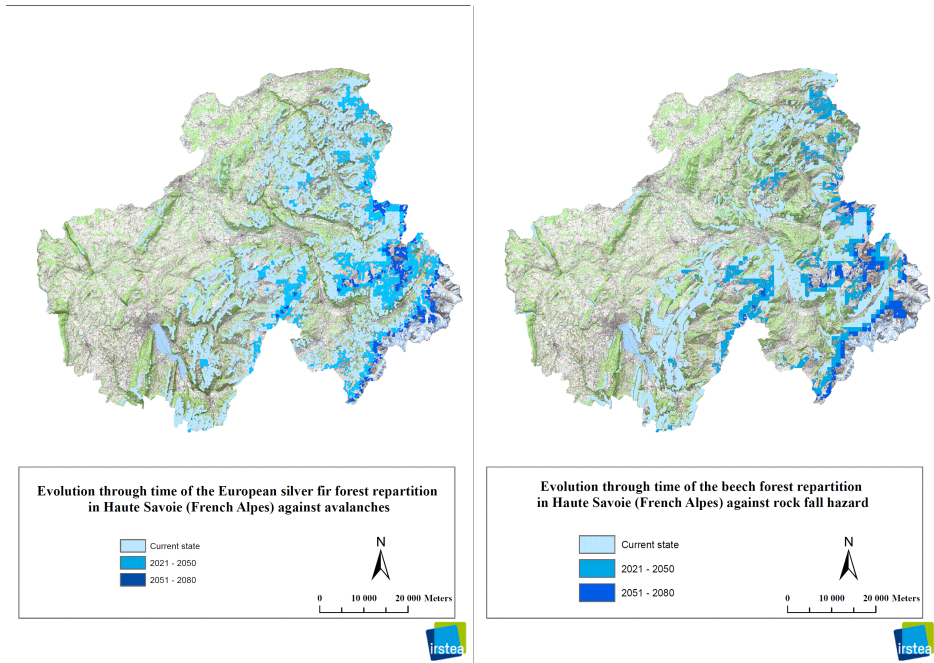 Evolution through time of the European silver fir forest repartition
in Haute Savoie (French Alpes) against avalanches
Current state
2021 - 2050
2051 - 2080
N
0 10 000 20 000 Meters
irstea
Evolution through time of the beech forest repartition
in Haute Savoie (French Alpes) against rock fall hazard
Current state
2021 - 2050
2051 - 2080
N
0 10 000 20 000 Meters
irstea